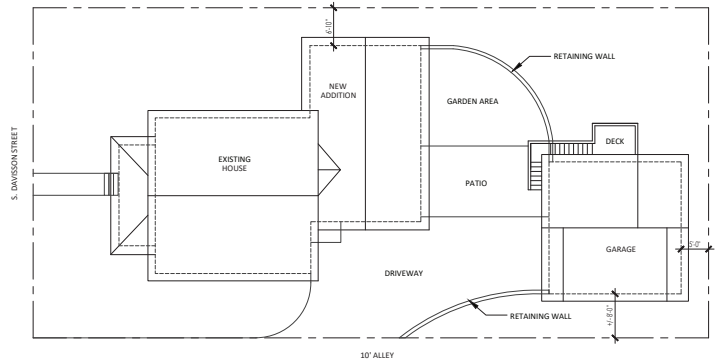 6'-10"
RETAINING WALL
NEW
ADDITION
GARDEN AREA
S. DAVISSON STREET
DECK
EXISTING
HOUSE
PATIO
GARAGE
5'-0"
DRIVEWAY
RETAINING WALL
+/- 8'-0"
10' ALLEY